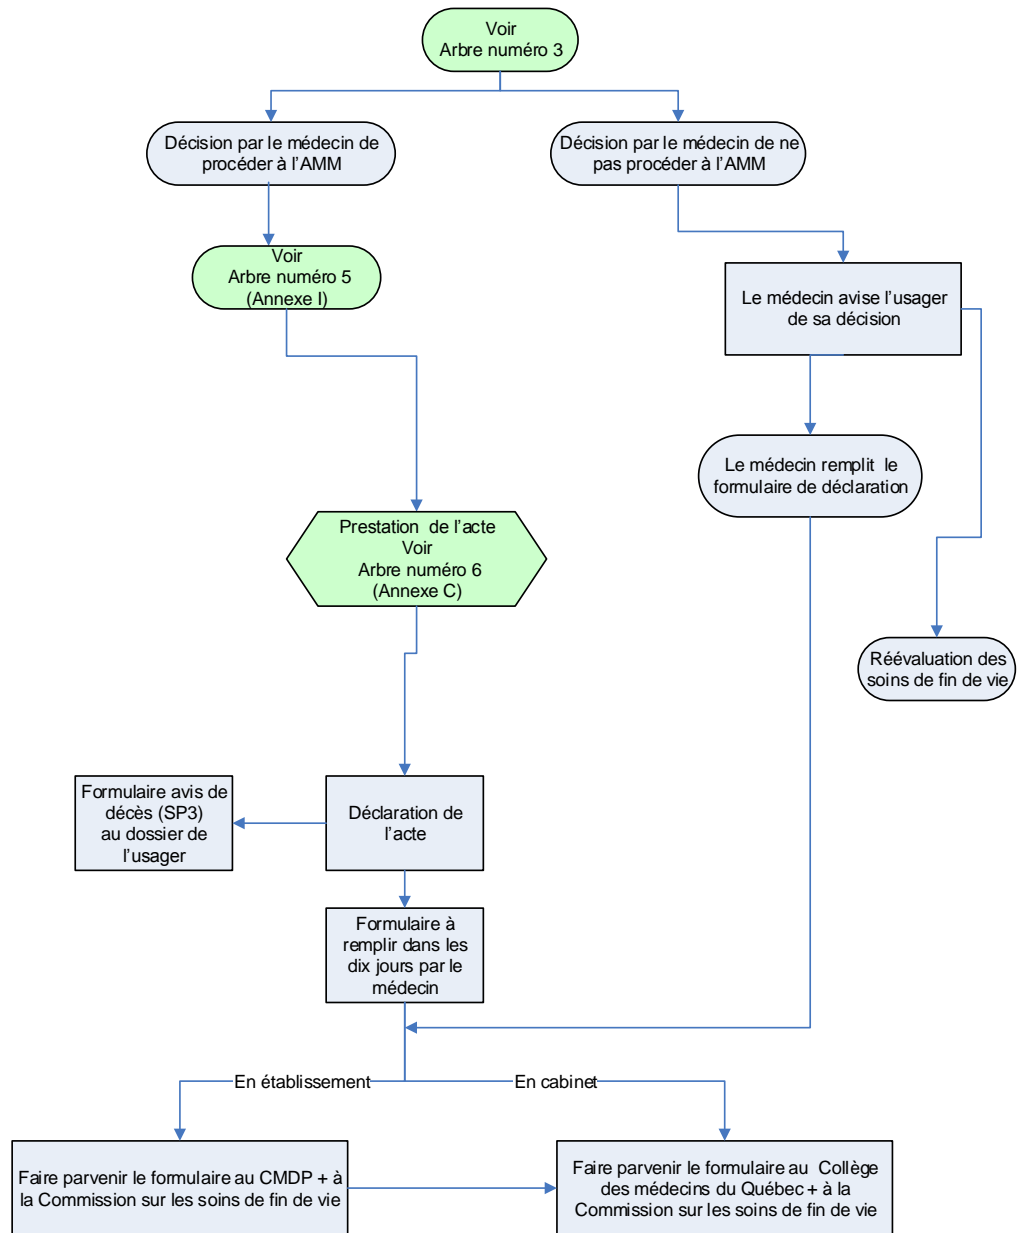 Voir
Arbre numéro 3
Décision par le médecin de
procéder à l'AMM
Décision par le médecin de ne
pas procéder à l'AMM
Voir
Arbre numéro 5
(Annexe I)
Le médecin avise l'usager
de sa décision
Le médecin remplit le
formulaire de déclaration
Prestation de l'acte
Voir
Arbre numéro 6
(Annexe C)
Réévaluation des
soins de fin de vie
Formulaire avis de
décès (SP3)
au dossier de
l'usager
Déclaration de
l'acte
Formulaire à
remplir dans les
dix jours par le
médecin
En établissement
En cabinet
Faire parvenir le formulaire au CMDP + à
la Commission sur les soins de fin de vie
Faire parvenir le formulaire au Collège
des médecins du Québec + à la
Commission sur les soins de fin de vie